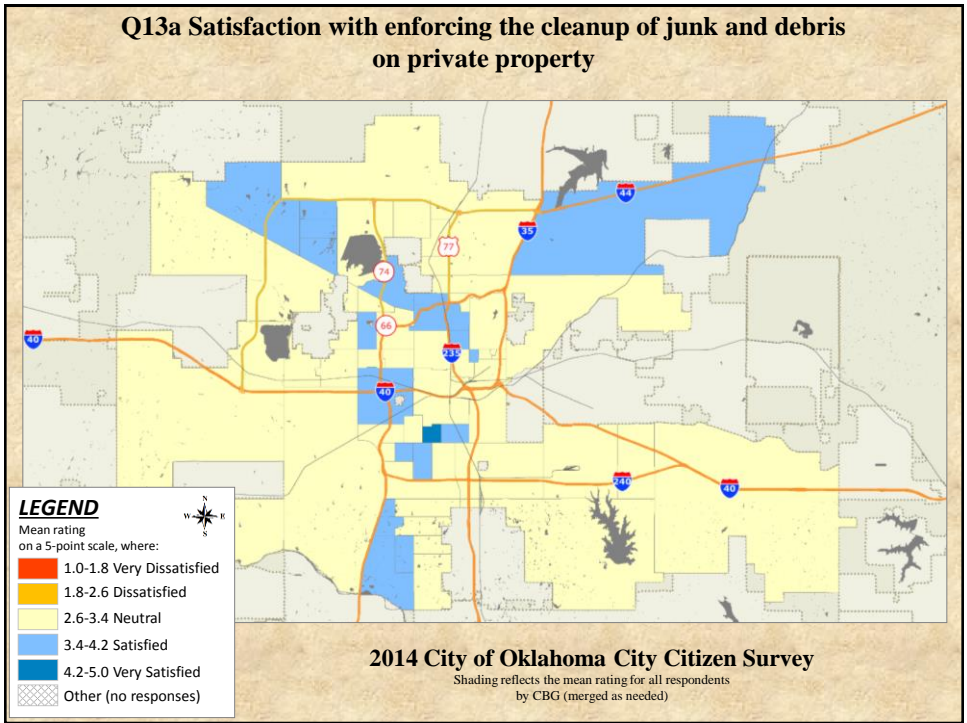 Q13a Satisfaction with enforcing the cleanup of junk and debris
on private property
44
35
77
74
66
40
235
40
240
40
LEGEND
N
W E
S
Mean rating
on a 5-point scale, where:
1.0-1.8 Very Dissatisfied
1.8-2.6 Dissatisfied
2.6-3.4 Neutral
3.4-4.2 Satisfied
4.2-5.0 Very Satisfied
Other (no responses)
2014 City of Oklahoma City Citizen Survey
Shading reflects the mean rating for all respondents
by CBG (merged as needed)